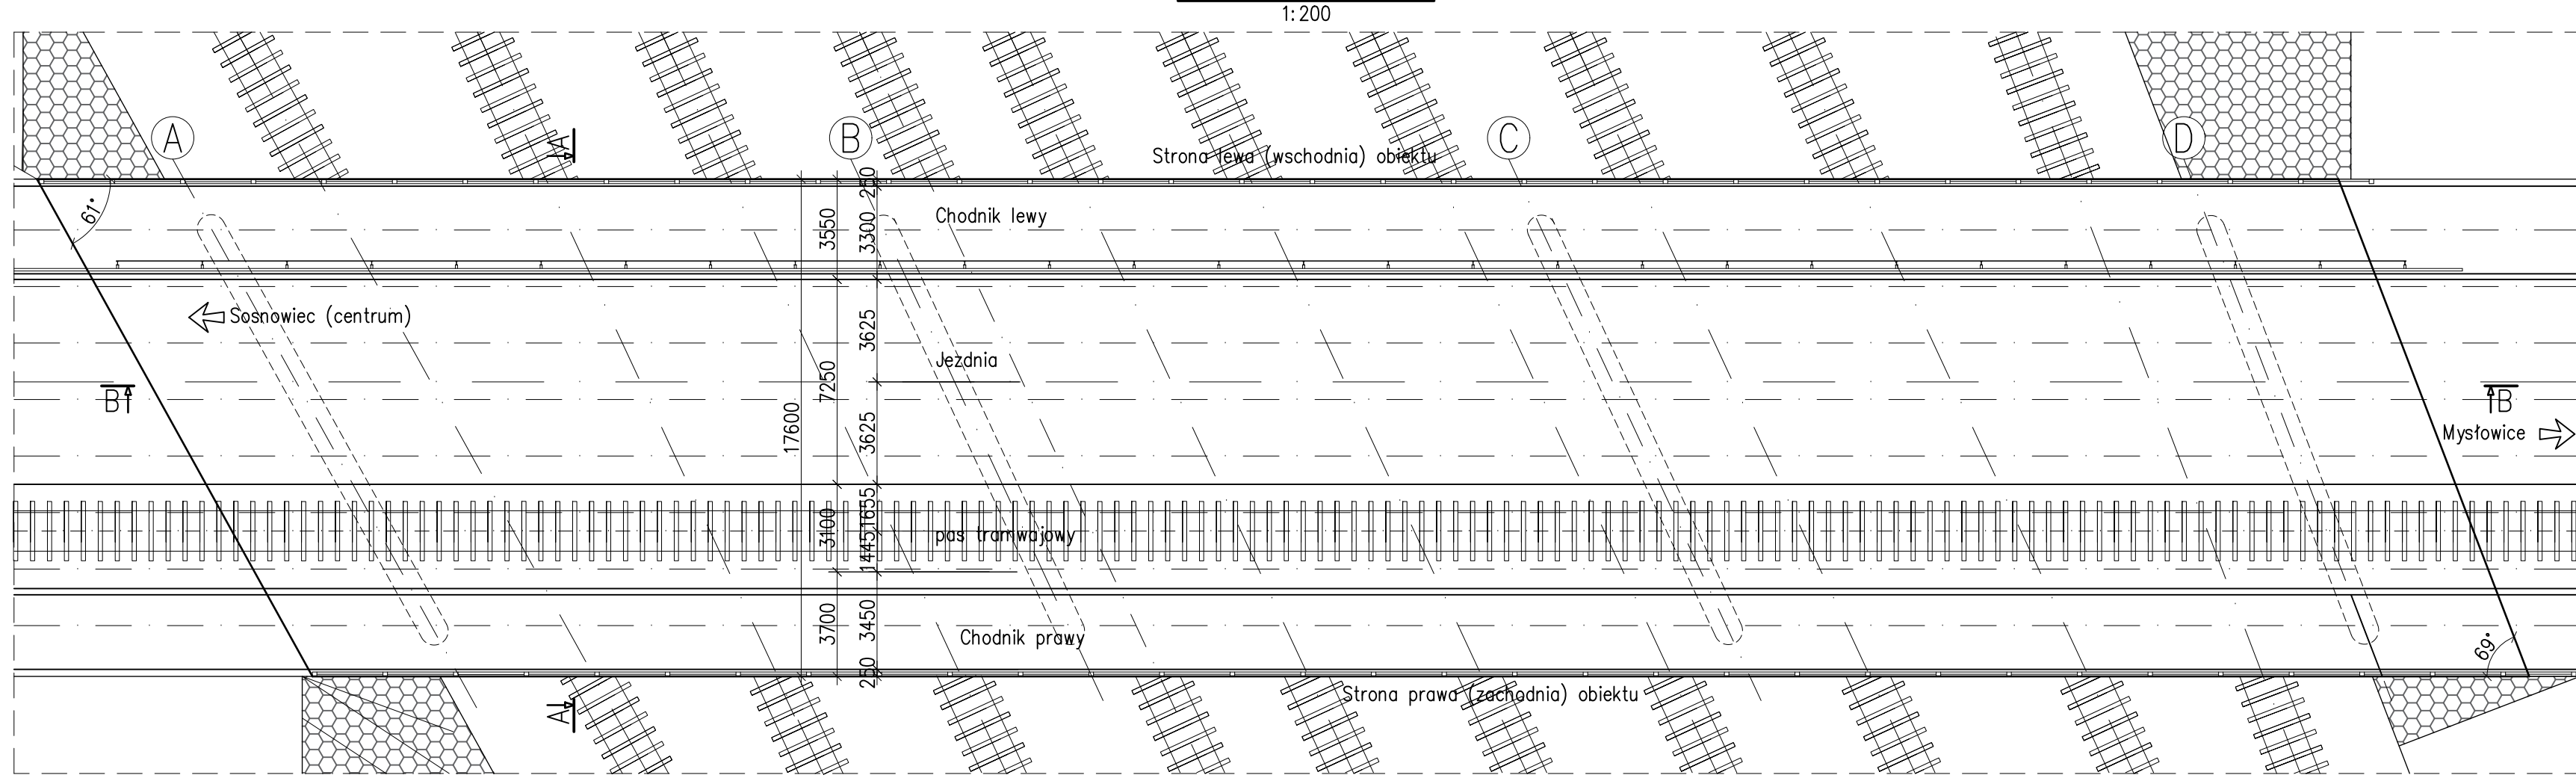 1:200
A
A
B
C
D
Strona lewa (wschodnia) obiektu
61°
250
3550
3300
Chodnik lewy
Sosnowiec (centrum)
3625
Jezdnia
7250
B
B
17600
3625
Mysłowice
3100
1445
1655
pas tramwajowy
3700
3450
Chodnik prawy
69°
250
A
Strona prawa (zachodnia) obiektu